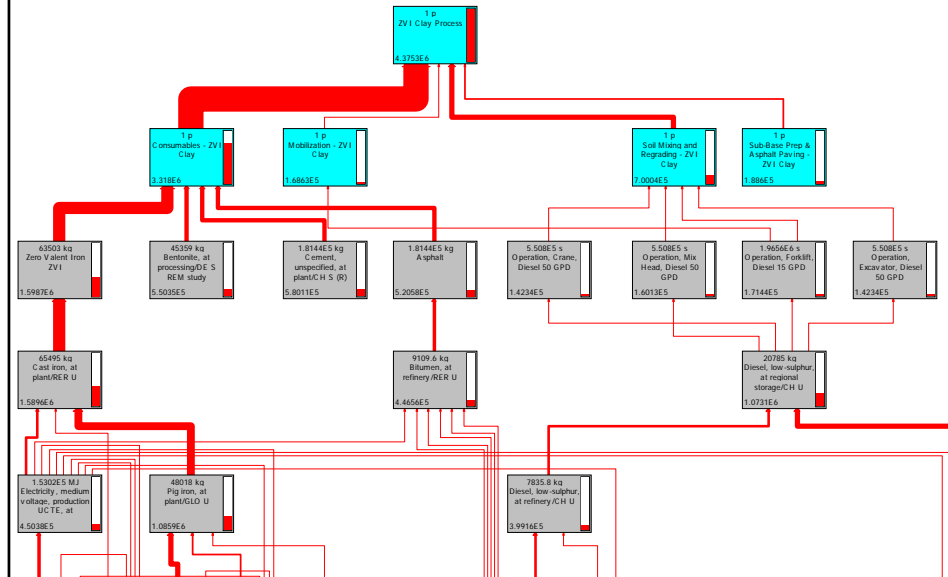 1 p
ZVI Clay Process
4.3753E6
1 p
Consumables - ZVI
Clay
3.318E6
1 p
Mobilization - ZVI
Clay
1.6863E5
1 p
Soil Mixing and
Regrading - ZVI
Clay
7.0004E5
1 p
Sub-Base Prep &
Asphalt Paving -
ZVI Clay
1.886E5
63503 kg
Zero Valent Iron
ZVI
1.5987E6
45359 kg
Bentonite, at
processing/DE S
REM study
5.5035E5
1.8144E5 kg
Cement,
unspecified, at
plant/CH S (R)
5.8011E5
1.8144E5 kg
Asphalt
5.2058E5
5.508E5 s
Operation, Crane,
Diesel 50 GPD
1.4234E5
5.508E5 s
Operation, Mix
Head, Diesel 50
GPD
1.6013E5
1.9656E6 s
Operation, Forklift,
Diesel 15 GPD
1.7144E5
5.508E5 s
Operation,
Excavator, Diesel
50 GPD
1.4234E5
65495 kg
Cast iron, at
plant/RER U
1.5896E6
9109.6 kg
Bitumen, at
refinery/RER U
4.4656E5
20785 kg
Diesel, low-sulphur,
at regional
storage/CH U
1.0731E6
1.5302E5 MJ
Electricity, medium
voltage, production
UCTE, at
4.5038E5
48018 kg
Pig iron, at
plant/GLO U
1.0859E6
7835.8 kg
Diesel, low-sulphur,
at refinery/CH U
3.9916E5